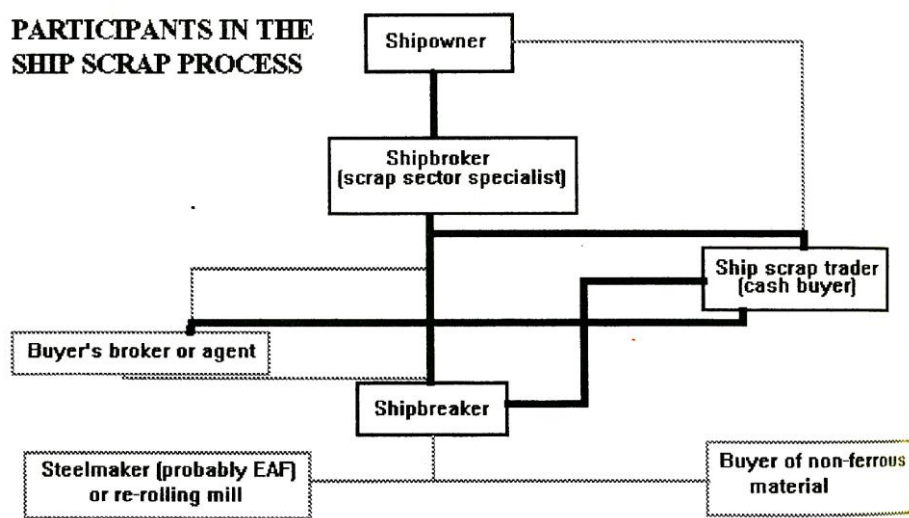 PARTICIPANTS IN THE
SHIP SCRAP PROCESS
Shipowner
Shipbroker
(scrap sector specialist)
Ship scrap trader
(cash buyer)
Buyer's broker or agent
Shipbreaker
Steelmaker (probably EAF)
or re-rolling mill
Buyer of non-ferrous
material